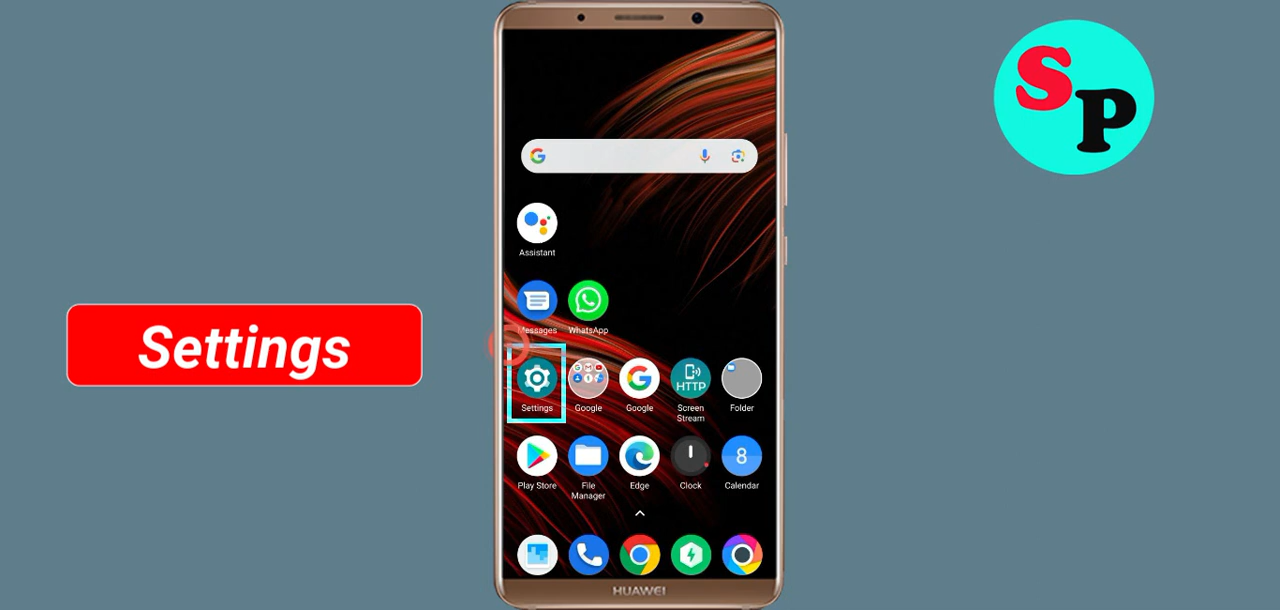 S
P
Assistant
Messages WhatsApp
Settings
Settings Google Google Screen Stream Folder
HTTP
Play Store File Manager Edge Clock Calendar
8
HUAWEI